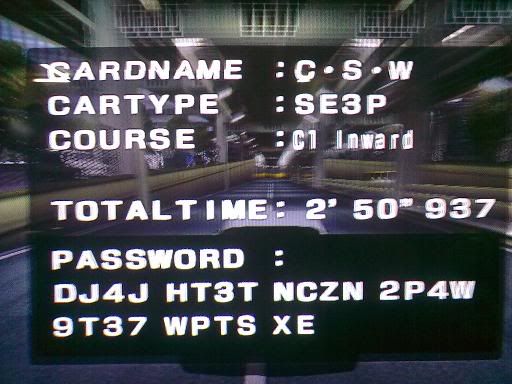 CARDNAME : C・S・W
CARTYPE : SE3P
COURSE : C1 Inward
TOTALTIME: 2' 50" 937
PASSWORD :
DJ4J HT3T NCZN 2P4W
9T37 WPTS XE